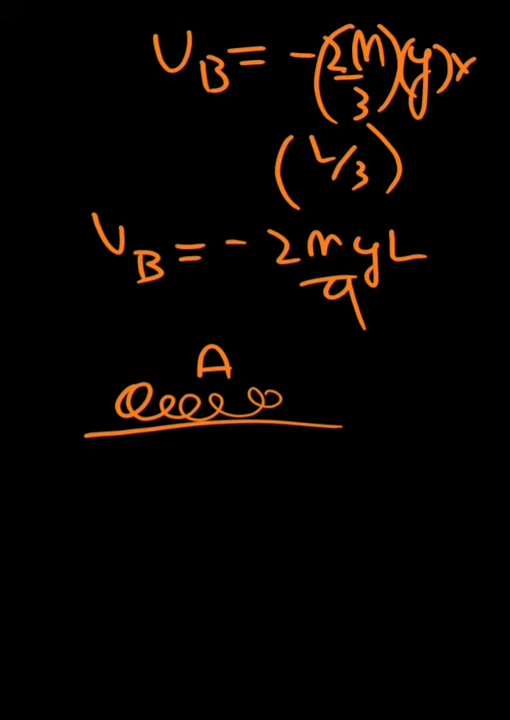 U_B = -(2M/3)(g)x
(L/3)
U_B = - 2MgL/9
A